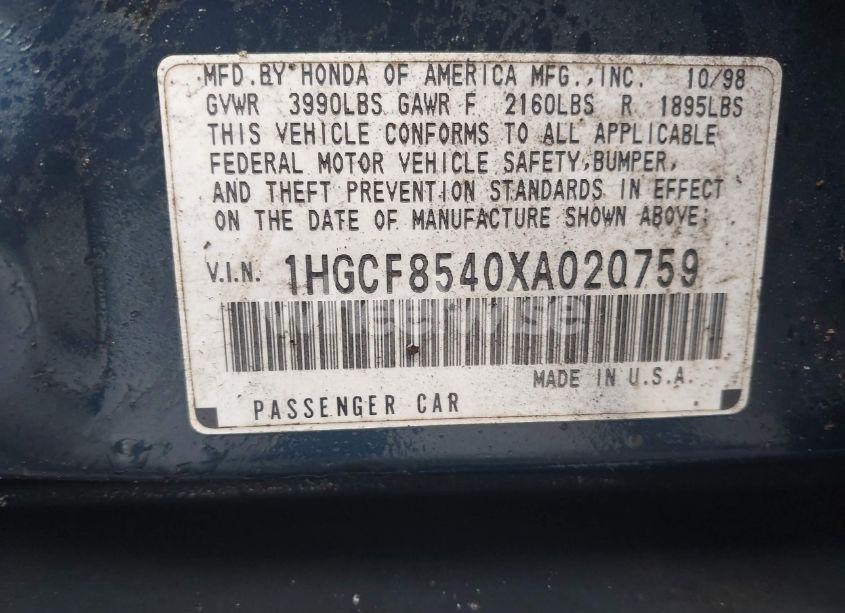 MFD. BY HONDA OF AMERICA MFG., INC. 10/98
GVWR 3990LBS GAWR F 2160LBS R 1895LBS
THIS VEHICLE CONFORMS TO ALL APPLICABLE
FEDERAL MOTOR VEHICLE SAFETY, BUMPER,
AND THEFT PREVENTION STANDARDS IN EFFECT
ON THE DATE OF MANUFACTURE SHOWN ABOVE.
V.I.N. 1HGCF8540XA020759
MADE IN U.S.A.
PASSENGER CAR